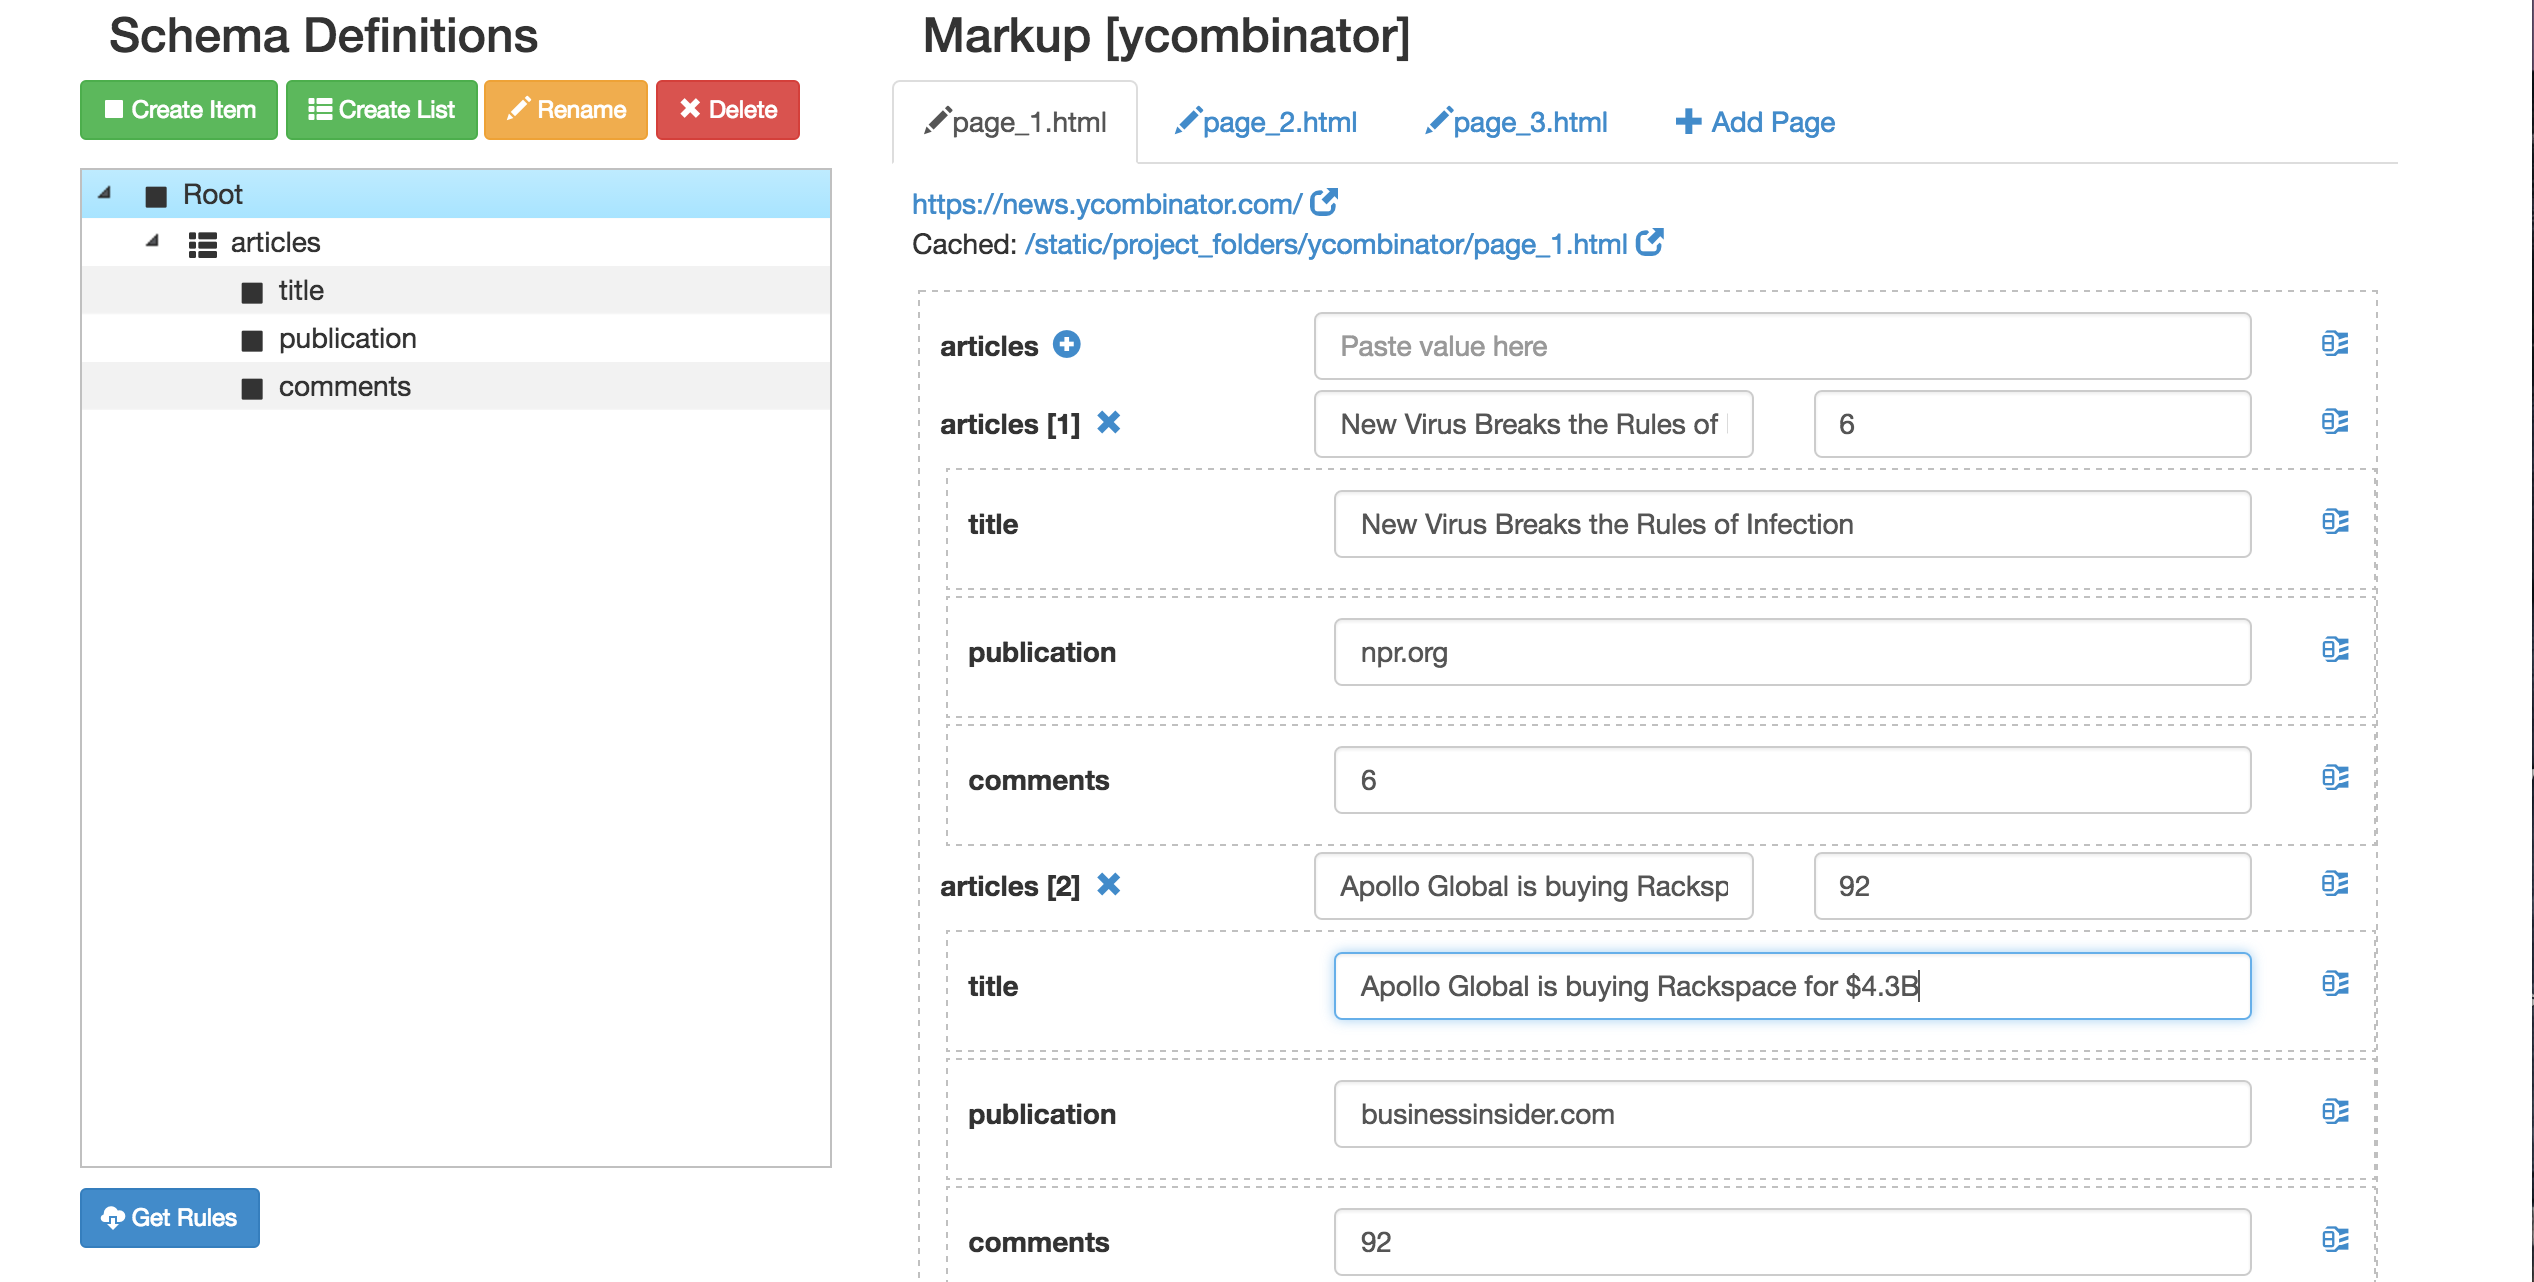 Schema Definitions
Create Item
Create List
Rename
Delete
Root
articles
title
publication
comments
Get Rules
Markup [ycombinator]
page_1.html
page_2.html
page_3.html
Add Page
https://news.ycombinator.com/
Cached: /static/project_folders/ycombinator/page_1.html
articles
Paste value here
articles [1]
New Virus Breaks the Rules of
6
title
New Virus Breaks the Rules of Infection
publication
npr.org
comments
6
articles [2]
Apollo Global is buying Racksp
92
title
Apollo Global is buying Rackspace for $4.3B
publication
businessinsider.com
comments
92